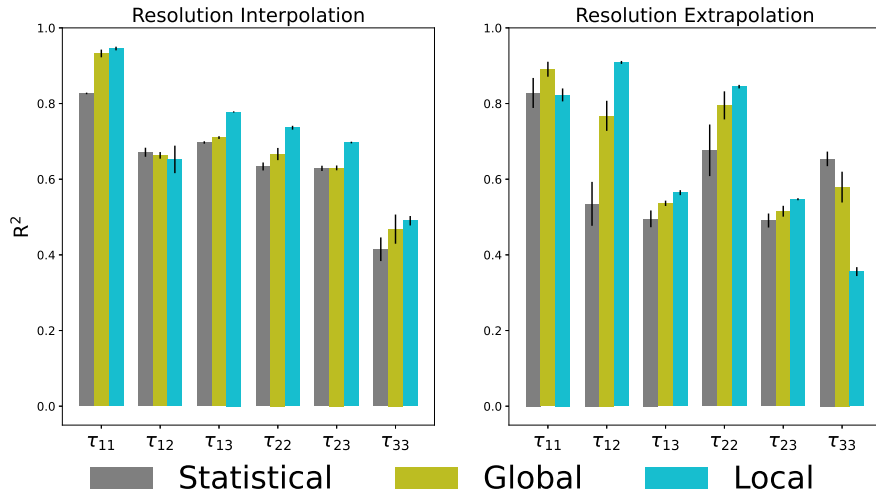 Resolution Interpolation
Resolution Extrapolation
R²
1.0
0.8
0.6
0.4
0.2
0.0
τ₁₁ τ₁₂ τ₁₃ τ₂₂ τ₂₃ τ₃₃
1.0
0.8
0.6
0.4
0.2
0.0
τ₁₁ τ₁₂ τ₁₃ τ₂₂ τ₂₃ τ₃₃
Statistical Global Local